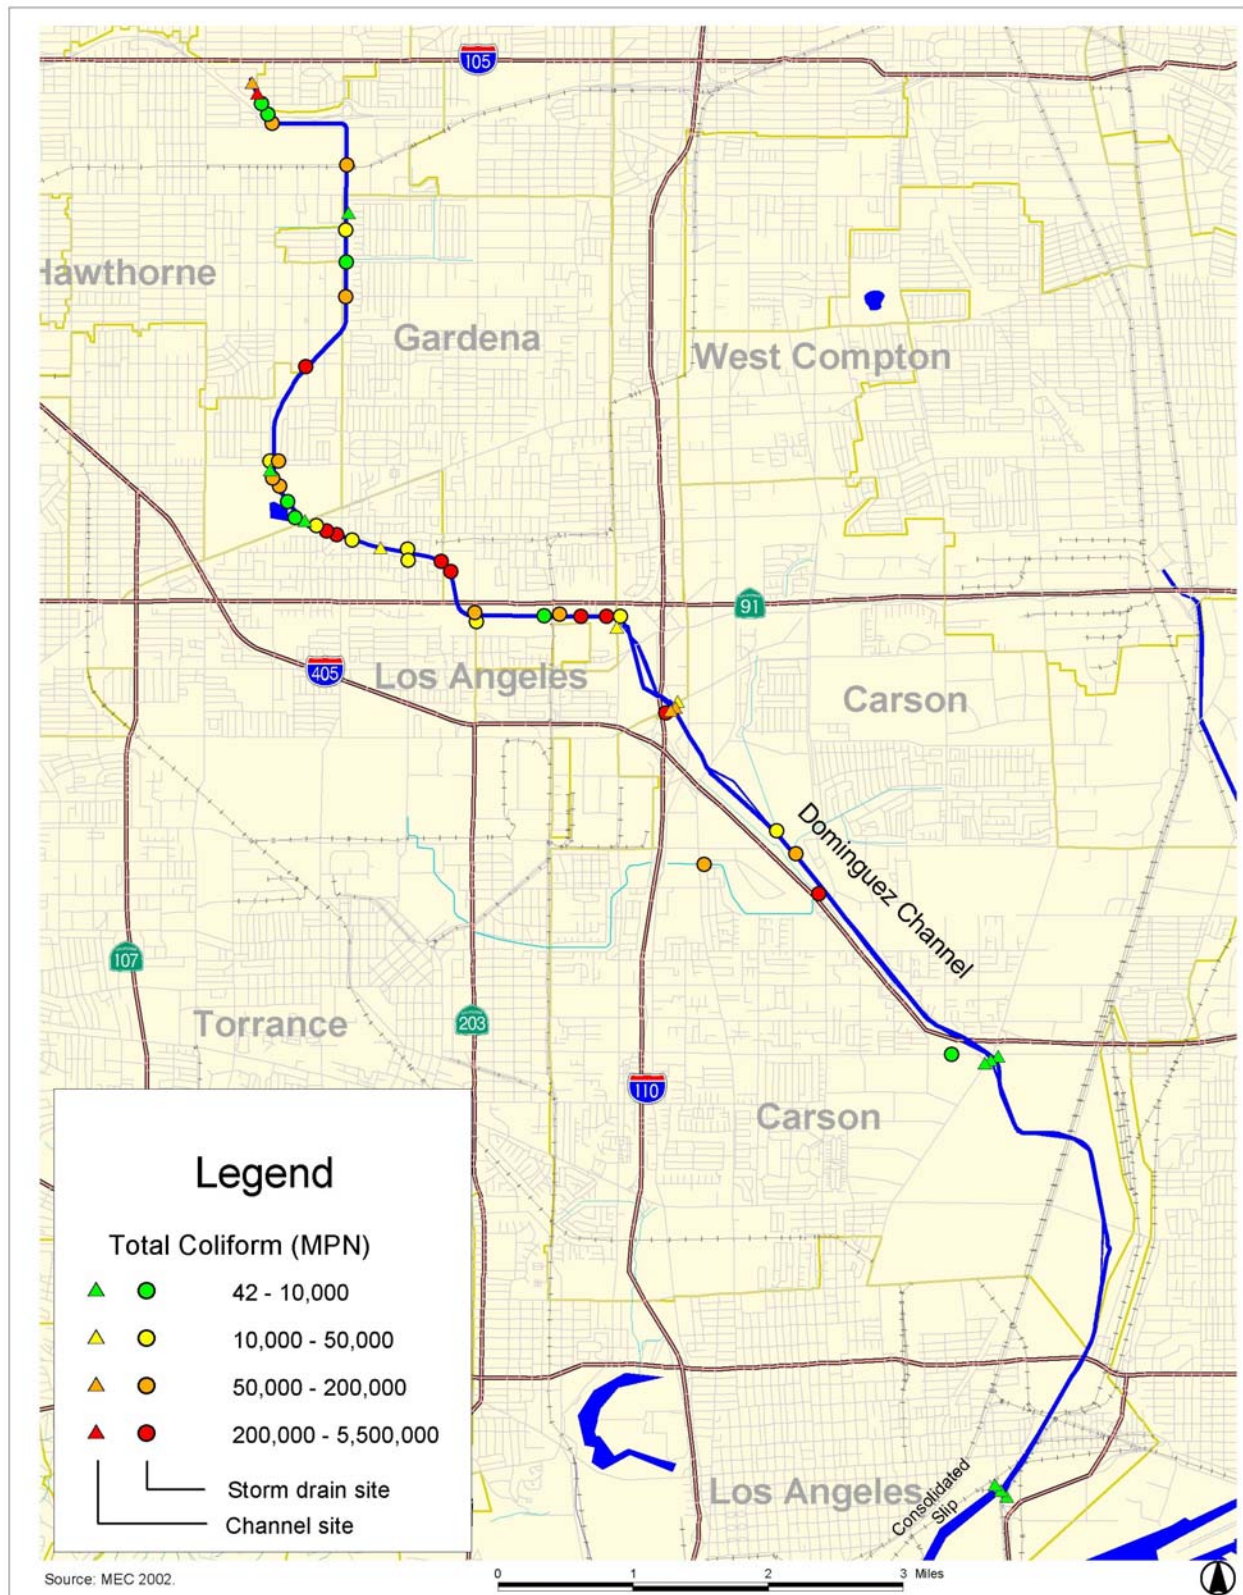 105
Hawthorne
Gardena
West Compton
91
405
Los Angeles
Carson
Dominguez Channel
107
Torrance
203
110
Carson
Legend
Total Coliform (MPN)
42 - 10,000
10,000 - 50,000
50,000 - 200,000
200,000 - 5,500,000
Storm drain site
Channel site
Los Angeles
Consolidated
Slip
Source: MEC 2002.
0 1 2 3 Miles